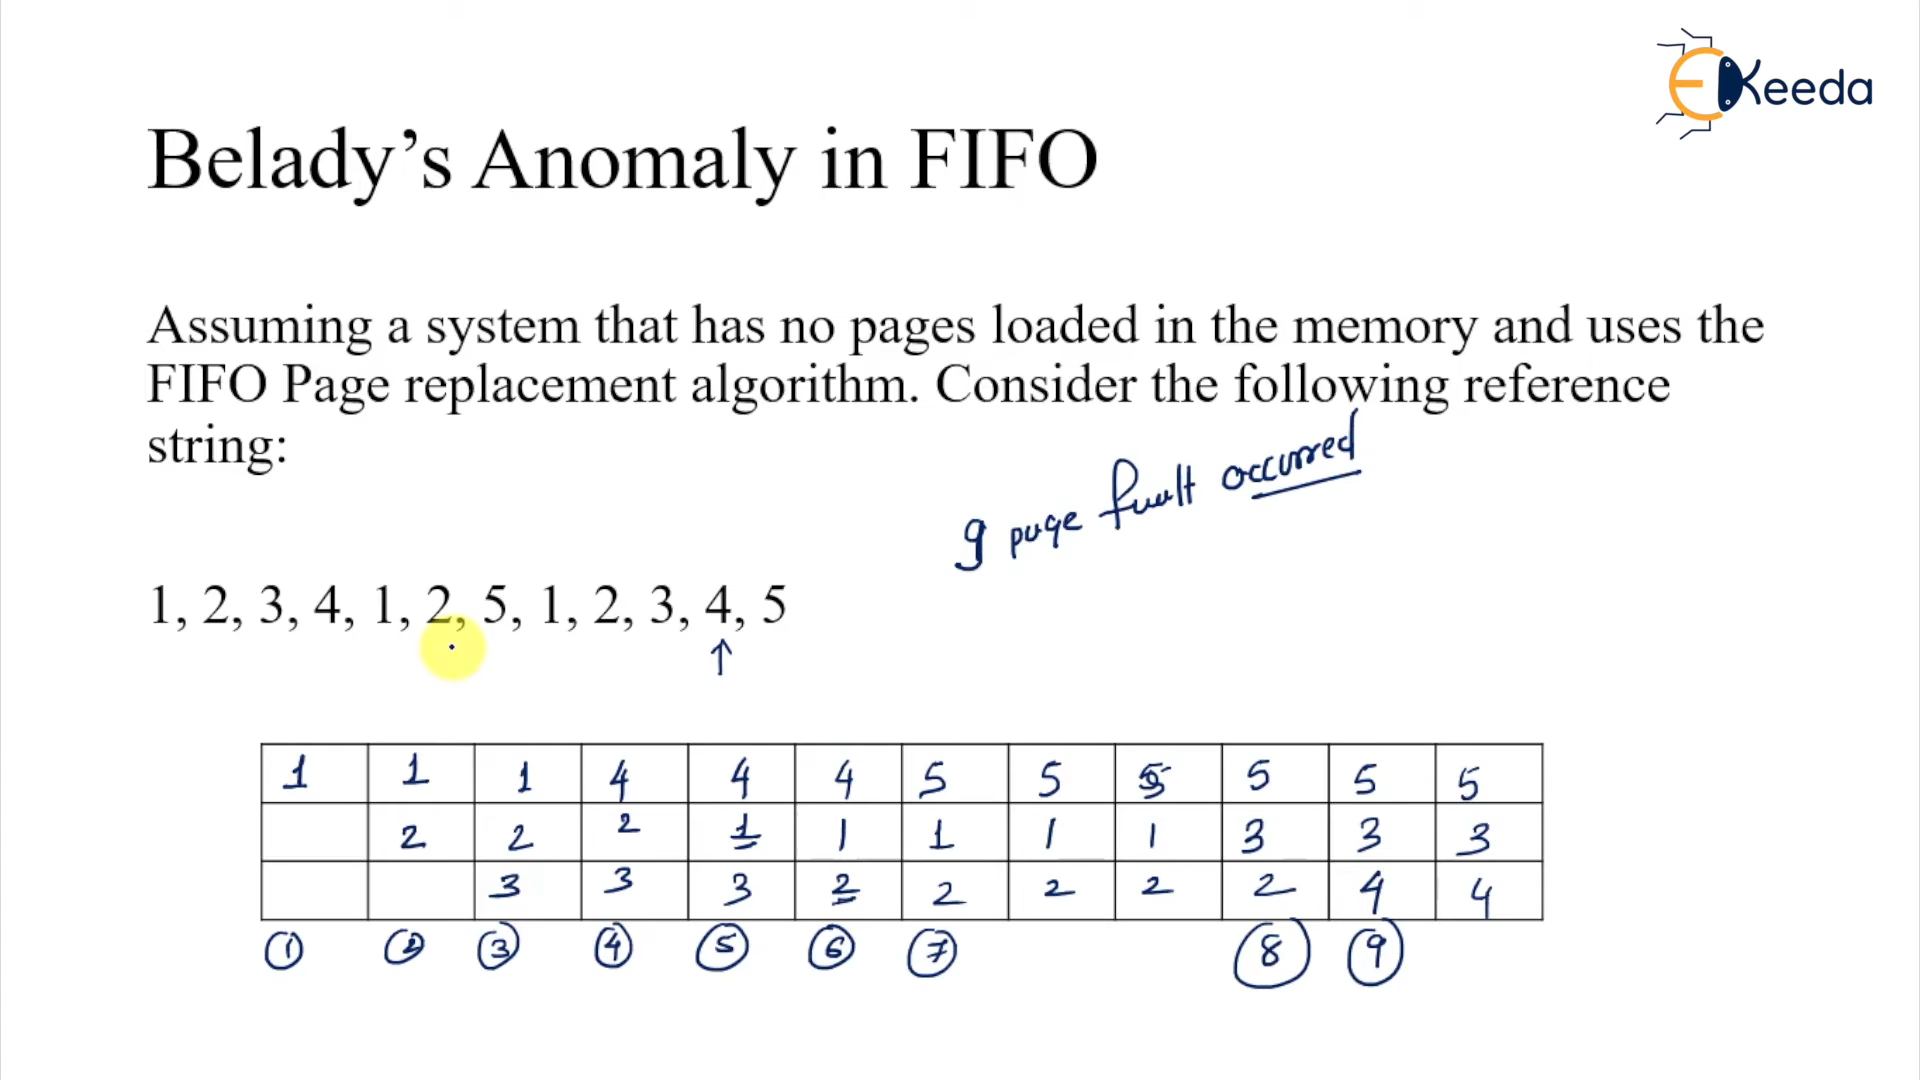 EKeeda
Belady’s Anomaly in FIFO
Assuming a system that has no pages loaded in the memory and uses the
FIFO Page replacement algorithm. Consider the following reference
string:
9 page fault occurred
1, 2, 3, 4, 1, 2, 5, 1, 2, 3, 4, 5
↑
1 1 1 4 4 4 5 5 5 5 5 5
2 2 2 1 1 1 1 1 3 3 3
3 3 3 2 2 2 2 2 4 4
1 2 3 4 5 6 7 8 9